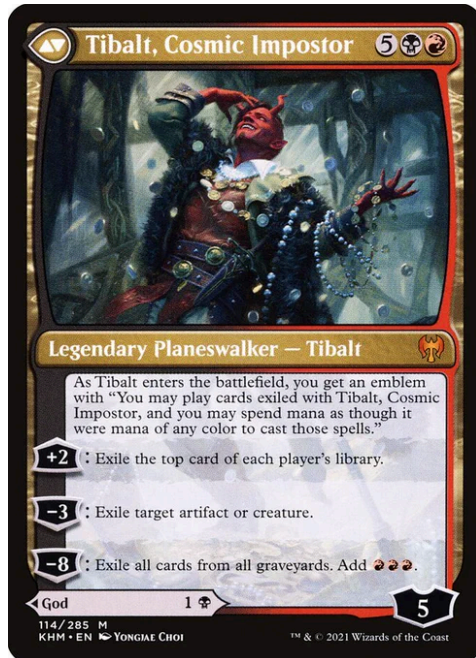 Tibalt, Cosmic Impostor 5
Legendary Planeswalker — Tibalt
As Tibalt enters the battlefield, you get an emblem
with “You may play cards exiled with Tibalt, Cosmic
Impostor, and you may spend mana as though it
were mana of any color to cast those spells.”
+2 : Exile the top card of each player’s library.
−3 : Exile target artifact or creature.
−8 : Exile all cards from all graveyards. Add
God 1
5
114/285 M
KHM • EN Yongjae Choi ™ & © 2021 Wizards of the Coast